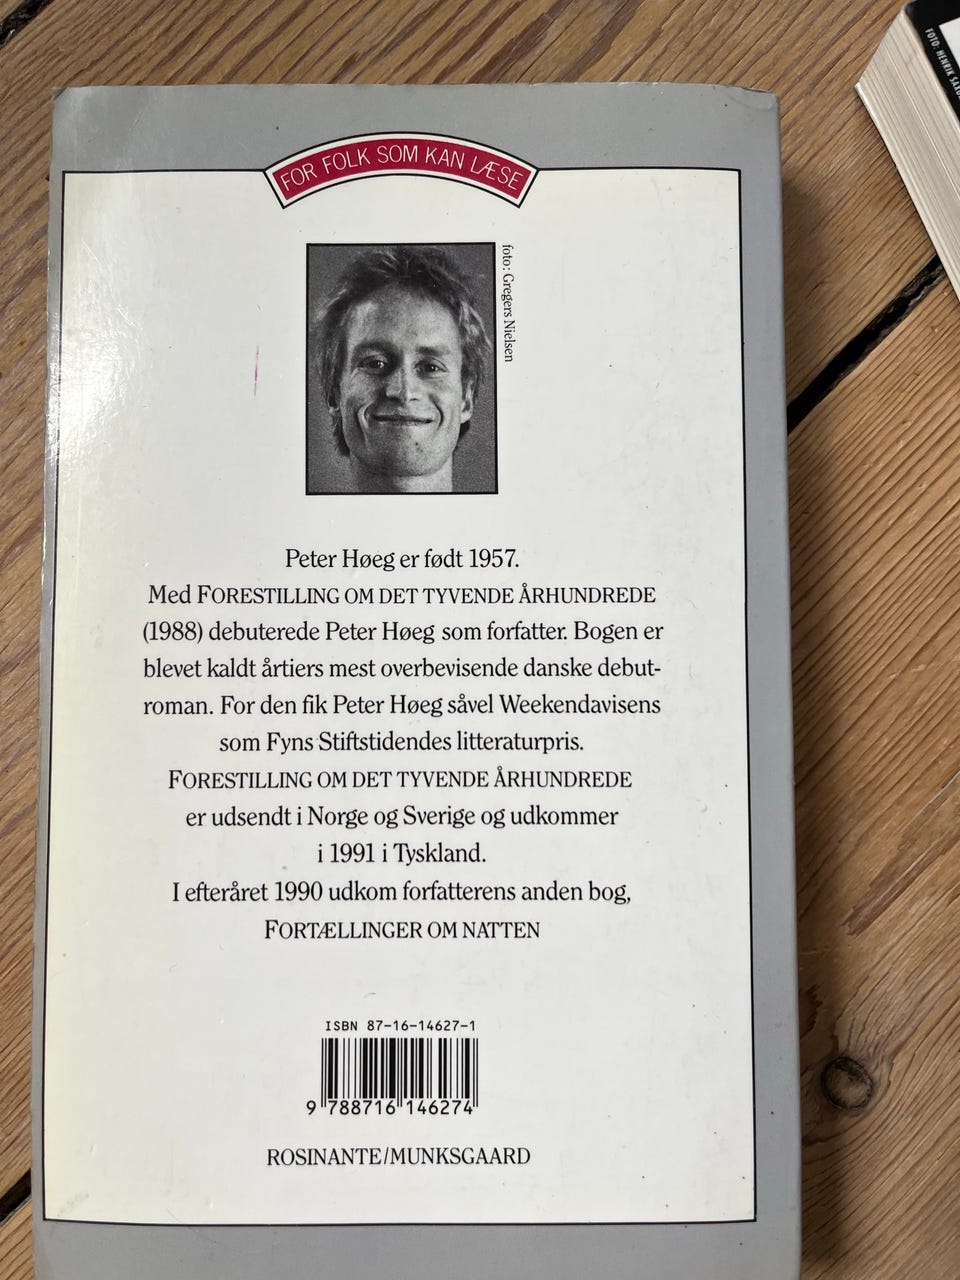 FOR FOLK SOM KAN LÆSE
foto: Gregers Nielsen
Peter Høeg er født 1957.
Med FORESTILLING OM DET TYVENDE ÅRHUNDREDE
(1988) debuterede Peter Høeg som forfatter. Bogen er
blevet kaldt årtiers mest overbevisende danske debut-
roman. For den fik Peter Høeg såvel Weekendavisens
som Fyns Stiftstidendes litteraturpris.
FORESTILLING OM DET TYVENDE ÅRHUNDREDE
er udsendt i Norge og Sverige og udkommer
i 1991 i Tyskland.
I efteråret 1990 udkom forfatterens anden bog,
FORTÆLLINGER OM NATTEN
ISBN 87-16-14627-1
9 788716 146274
ROSINANTE/MUNKSGAARD
FOTO: HENRIK